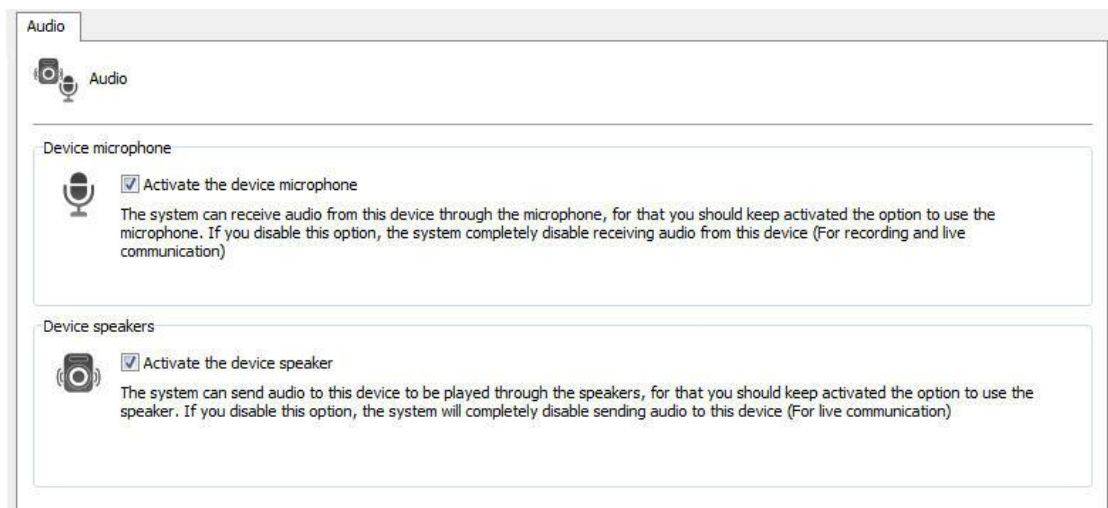 Audio
Audio
Device microphone
Activate the device microphone
The system can receive audio from this device through the microphone, for that you should keep activated the option to use the
microphone. If you disable this option, the system completely disable receiving audio from this device (For recording and live
communication)
Device speakers
Activate the device speaker
The system can send audio to this device to be played through the speakers, for that you should keep activated the option to use the
speaker. If you disable this option, the system will completely disable sending audio to this device (For live communication)